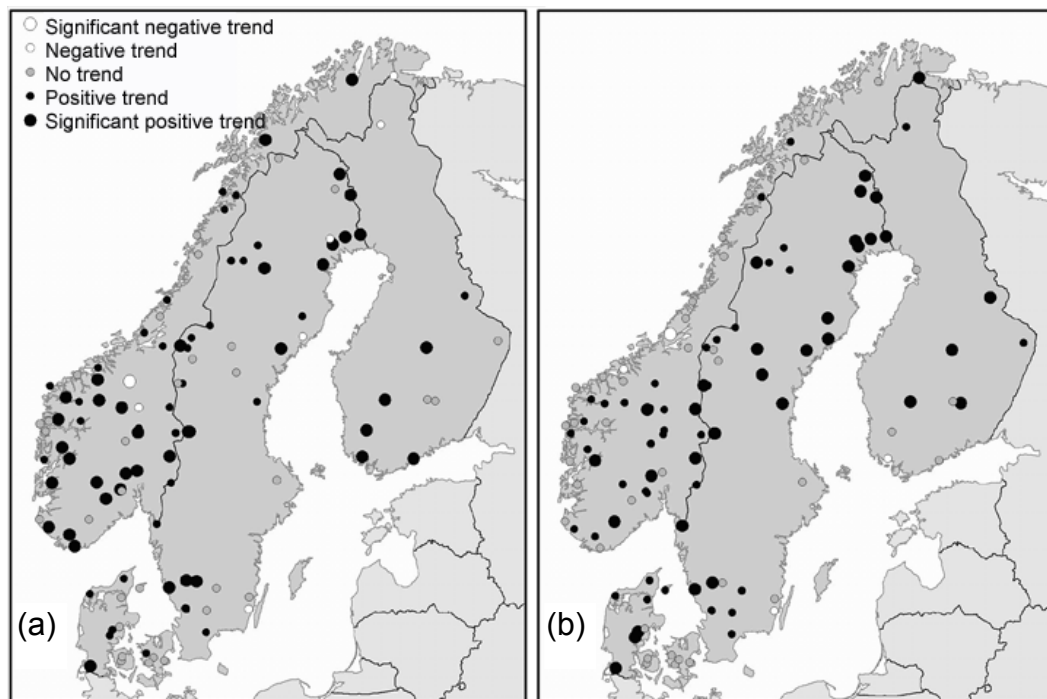 Significant negative trend
Negative trend
No trend
Positive trend
Significant positive trend
(a)
(b)